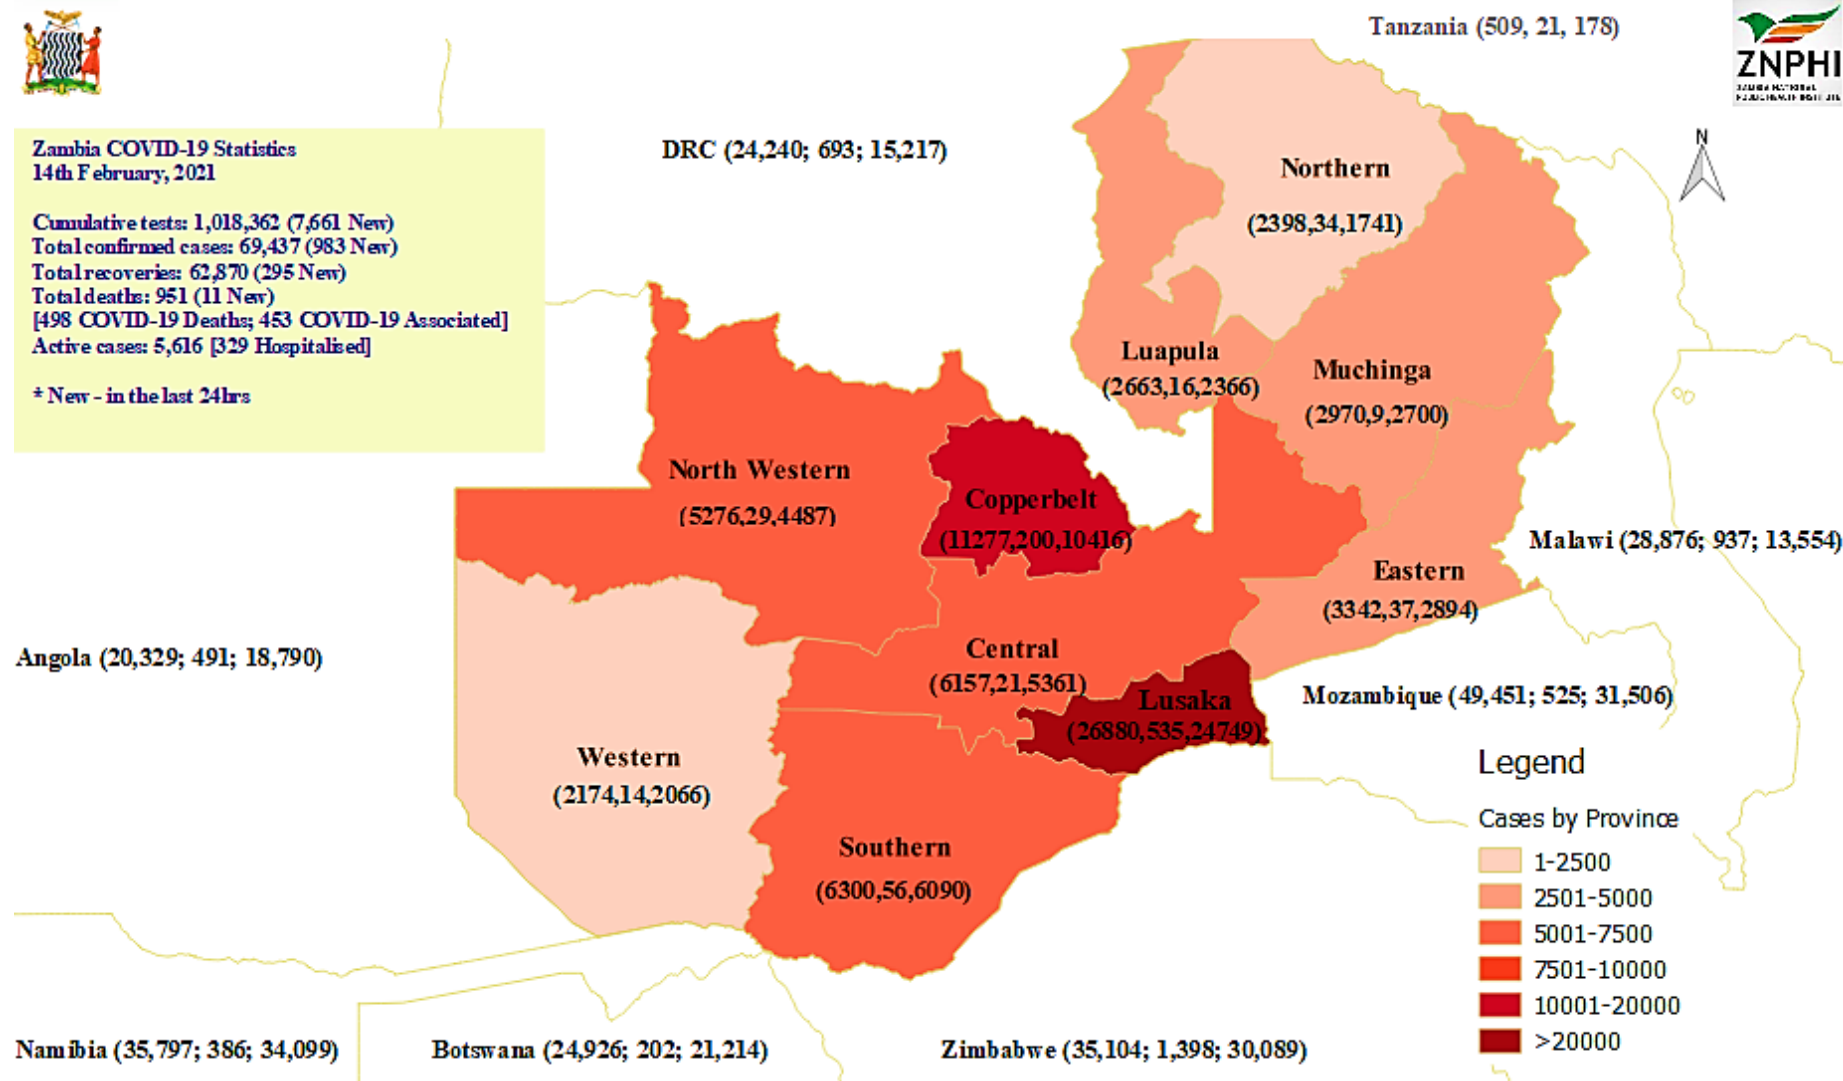 Tanzania (509, 21, 178)
ZNPHI
ZAMBIA NATIONAL
PUBLIC HEALTH INSTITUTE
Zambia COVID-19 Statistics
14th February, 2021
Cumulative tests: 1,018,362 (7,661 New)
Total confirmed cases: 69,437 (983 New)
Total recoveries: 62,870 (295 New)
Total deaths: 951 (11 New)
[498 COVID-19 Deaths; 453 COVID-19 Associated]
Active cases: 5,616 [329 Hospitalised]
* New - in the last 24hrs
DRC (24,240; 693; 15,217)
N
Northern
(2398,34,1741)
Luapula
(2663,16,2366)
Muchinga
(2970,9,2700)
North Western
(5276,29,4487)
Copperbelt
(11277,200,10416)
Malawi (28,876; 937; 13,554)
Eastern
(3342,37,2894)
Angola (20,329; 491; 18,790)
Central
(6157,21,5361)
Lusaka
(26880,535,24749)
Mozambique (49,451; 525; 31,506)
Western
(2174,14,2066)
Southern
(6300,56,6090)
Legend
Cases by Province
1-2500
2501-5000
5001-7500
7501-10000
10001-20000
>20000
Namibia (35,797; 386; 34,099)
Botswana (24,926; 202; 21,214)
Zimbabwe (35,104; 1,398; 30,089)